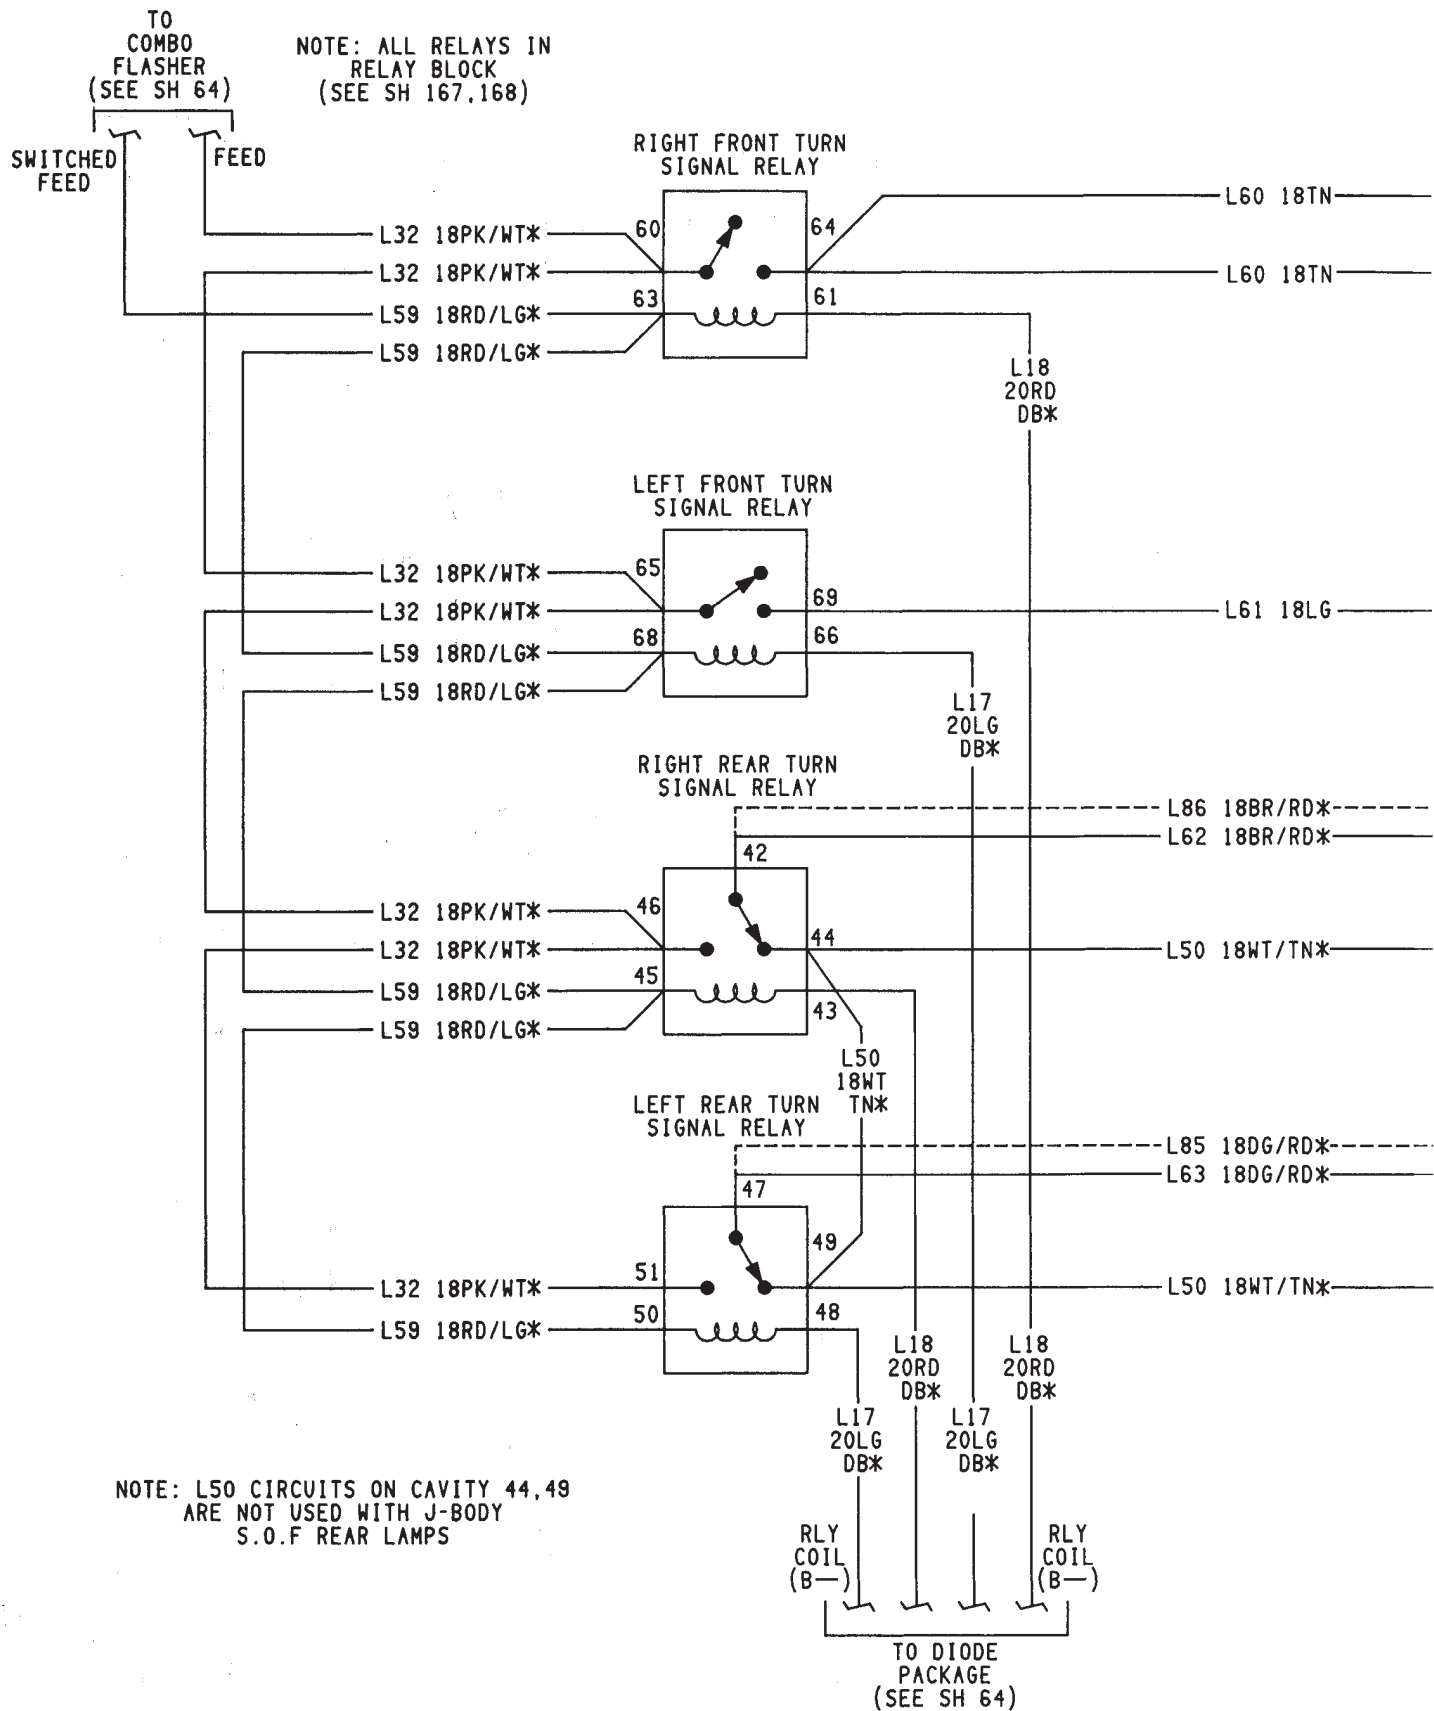 TO
COMBO
FLASHER
(SEE SH 64)
NOTE: ALL RELAYS IN
RELAY BLOCK
(SEE SH 167,168)
SWITCHED
FEED
FEED
RIGHT FRONT TURN
SIGNAL RELAY
L32 18PK/WT*
60
64
L60 18TN
L32 18PK/WT*
L60 18TN
L59 18RD/LG*
63
61
L59 18RD/LG*
L18
20RD
DB*
LEFT FRONT TURN
SIGNAL RELAY
L32 18PK/WT*
65
L32 18PK/WT*
69
L61 18LG
L59 18RD/LG*
68
66
L59 18RD/LG*
L17
20LG
DB*
RIGHT REAR TURN
SIGNAL RELAY
L86 18BR/RD*
L62 18BR/RD*
42
L32 18PK/WT*
46
L32 18PK/WT*
44
L50 18WT/TN*
L59 18RD/LG*
45
43
L59 18RD/LG*
L50
18WT
TN*
LEFT REAR TURN
SIGNAL RELAY
L85 18DG/RD*
L63 18DG/RD*
47
49
L32 18PK/WT*
51
L50 18WT/TN*
L59 18RD/LG*
50
48
L18
20RD
DB*
L18
20RD
DB*
L17
20LG
DB*
L17
20LG
DB*
NOTE: L50 CIRCUITS ON CAVITY 44,49
ARE NOT USED WITH J-BODY
S.O.F REAR LAMPS
RLY
COIL
(B—)
RLY
COIL
(B—)
TO DIODE
PACKAGE
(SEE SH 64)